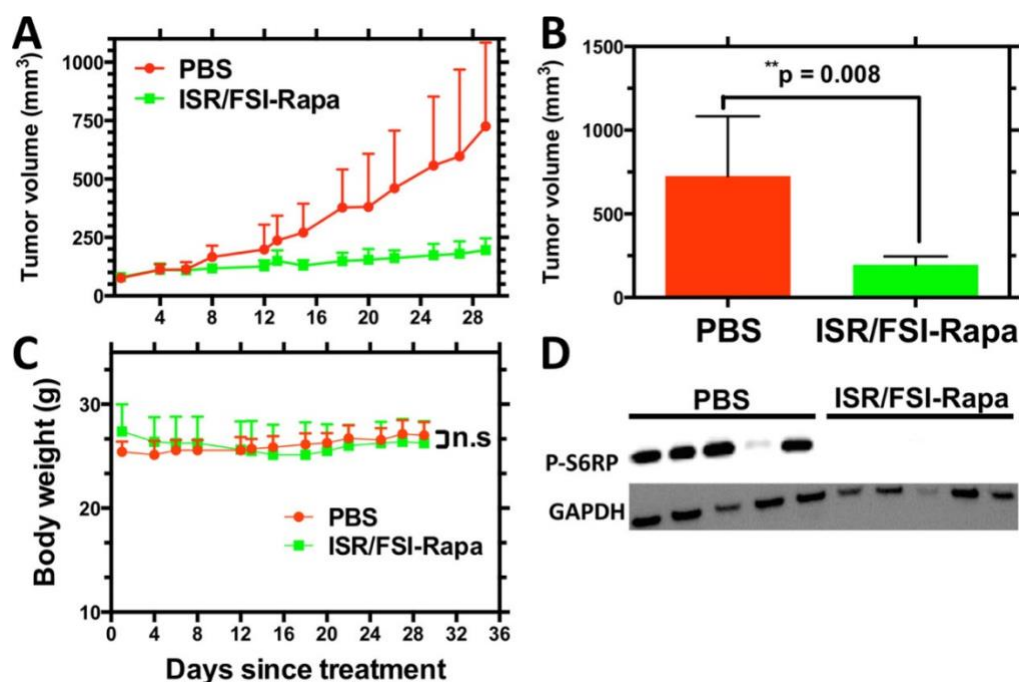 A
Tumor volume (mm³)
1000
750
500
250
0
PBS
ISR/FSI-Rapa
4 8 12 16 20 24 28
B
Tumor volume (mm³)
1500
1000
500
0
**p = 0.008
PBS ISR/FSI-Rapa
C
Body weight (g)
30
20
10
n.s
PBS
ISR/FSI-Rapa
0 4 8 12 16 20 24 28 32 36
Days since treatment
D
PBS ISR/FSI-Rapa
P-S6RP
GAPDH